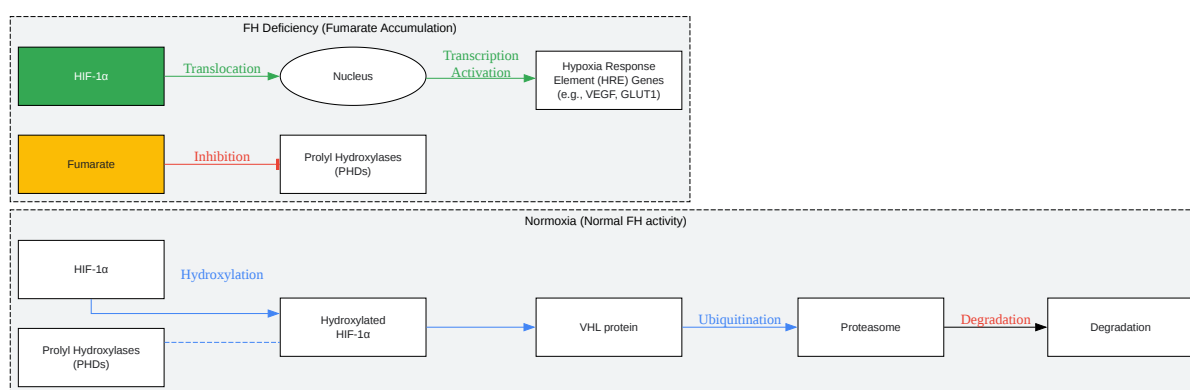 FH Deficiency (Fumarate Accumulation)
HIF-1α
Translocation
Nucleus
Transcription
Activation
Hypoxia Response
Element (HRE) Genes
(e.g., VEGF, GLUT1)
Fumarate
Inhibition
Prolyl Hydroxylases
(PHDs)
Normoxia (Normal FH activity)
HIF-1α
Hydroxylation
Prolyl Hydroxylases
(PHDs)
Hydroxylated
HIF-1α
VHL protein
Ubiquitination
Proteasome
Degradation
Degradation